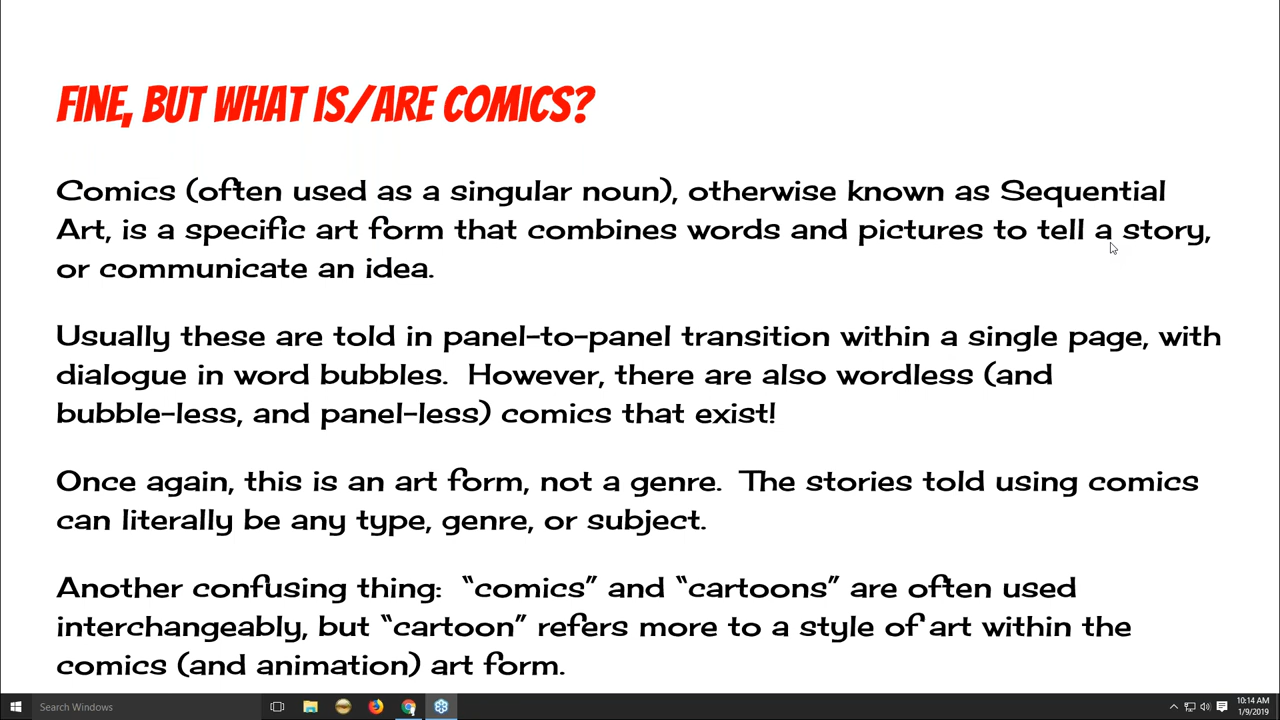 FINE, BUT WHAT IS/ARE COMICS?
Comics (often used as a singular noun), otherwise known as Sequential
Art, is a specific art form that combines words and pictures to tell a story,
or communicate an idea.
Usually these are told in panel-to-panel transition within a single page, with
dialogue in word bubbles.  However, there are also wordless (and
bubble-less, and panel-less) comics that exist!
Once again, this is an art form, not a genre.  The stories told using comics
can literally be any type, genre, or subject.
Another confusing thing:  “comics” and “cartoons” are often used
interchangeably, but “cartoon” refers more to a style of art within the
comics (and animation) art form.
Search Windows
10:14 AM
1/9/2019